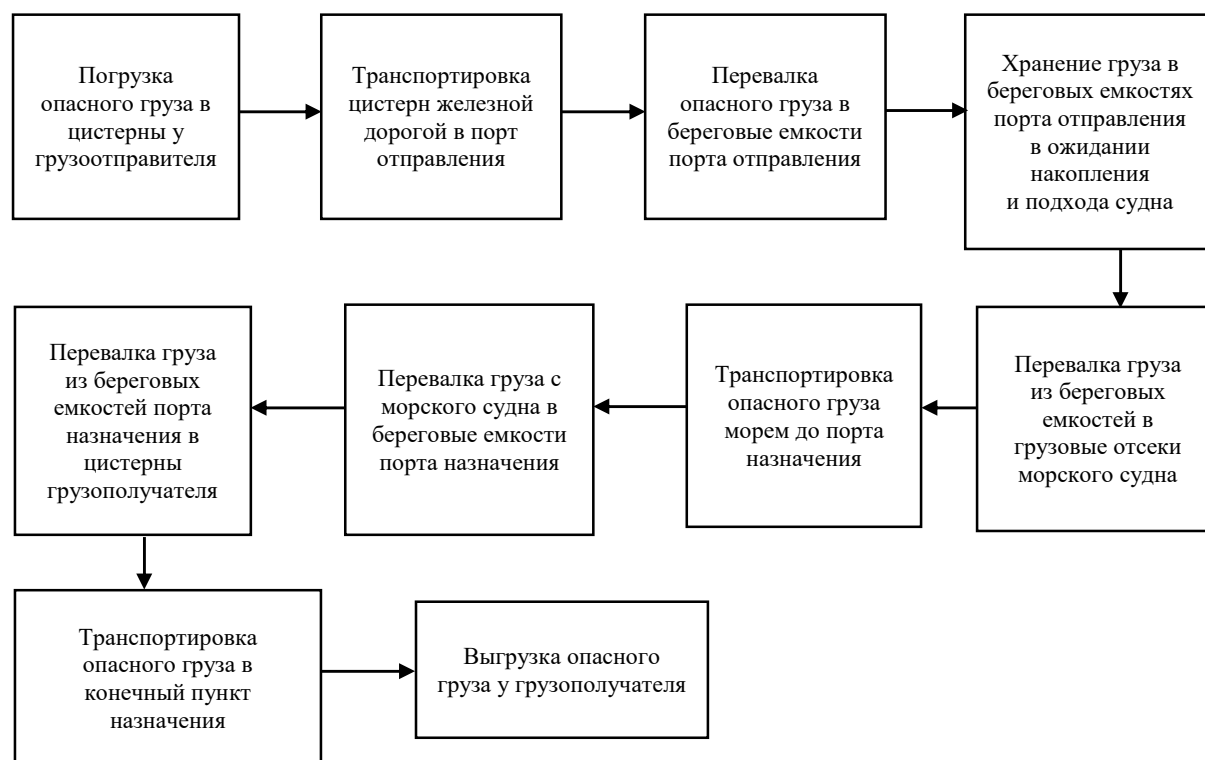 Погрузка
опасного груза в
цистерны у
грузоотправителя
Транспортировка
цистерн железной
дорогой в порт
отправления
Перевалка
опасного груза в
береговые емкости
порта отправления
Хранение груза в
береговых емкостях
порта отправления
в ожидании
накопления
и подхода судна
Перевалка груза
из береговых
емкостей в
грузовые отсеки
морского судна
Транспортировка
опасного груза
морем до порта
назначения
Перевалка груза с
морского судна в
береговые емкости
порта назначения
Перевалка груза
из береговых
емкостей порта
назначения в
цистерны
грузополучателя
Транспортировка
опасного груза в
конечный пункт
назначения
Выгрузка опасного
груза у грузополучателя